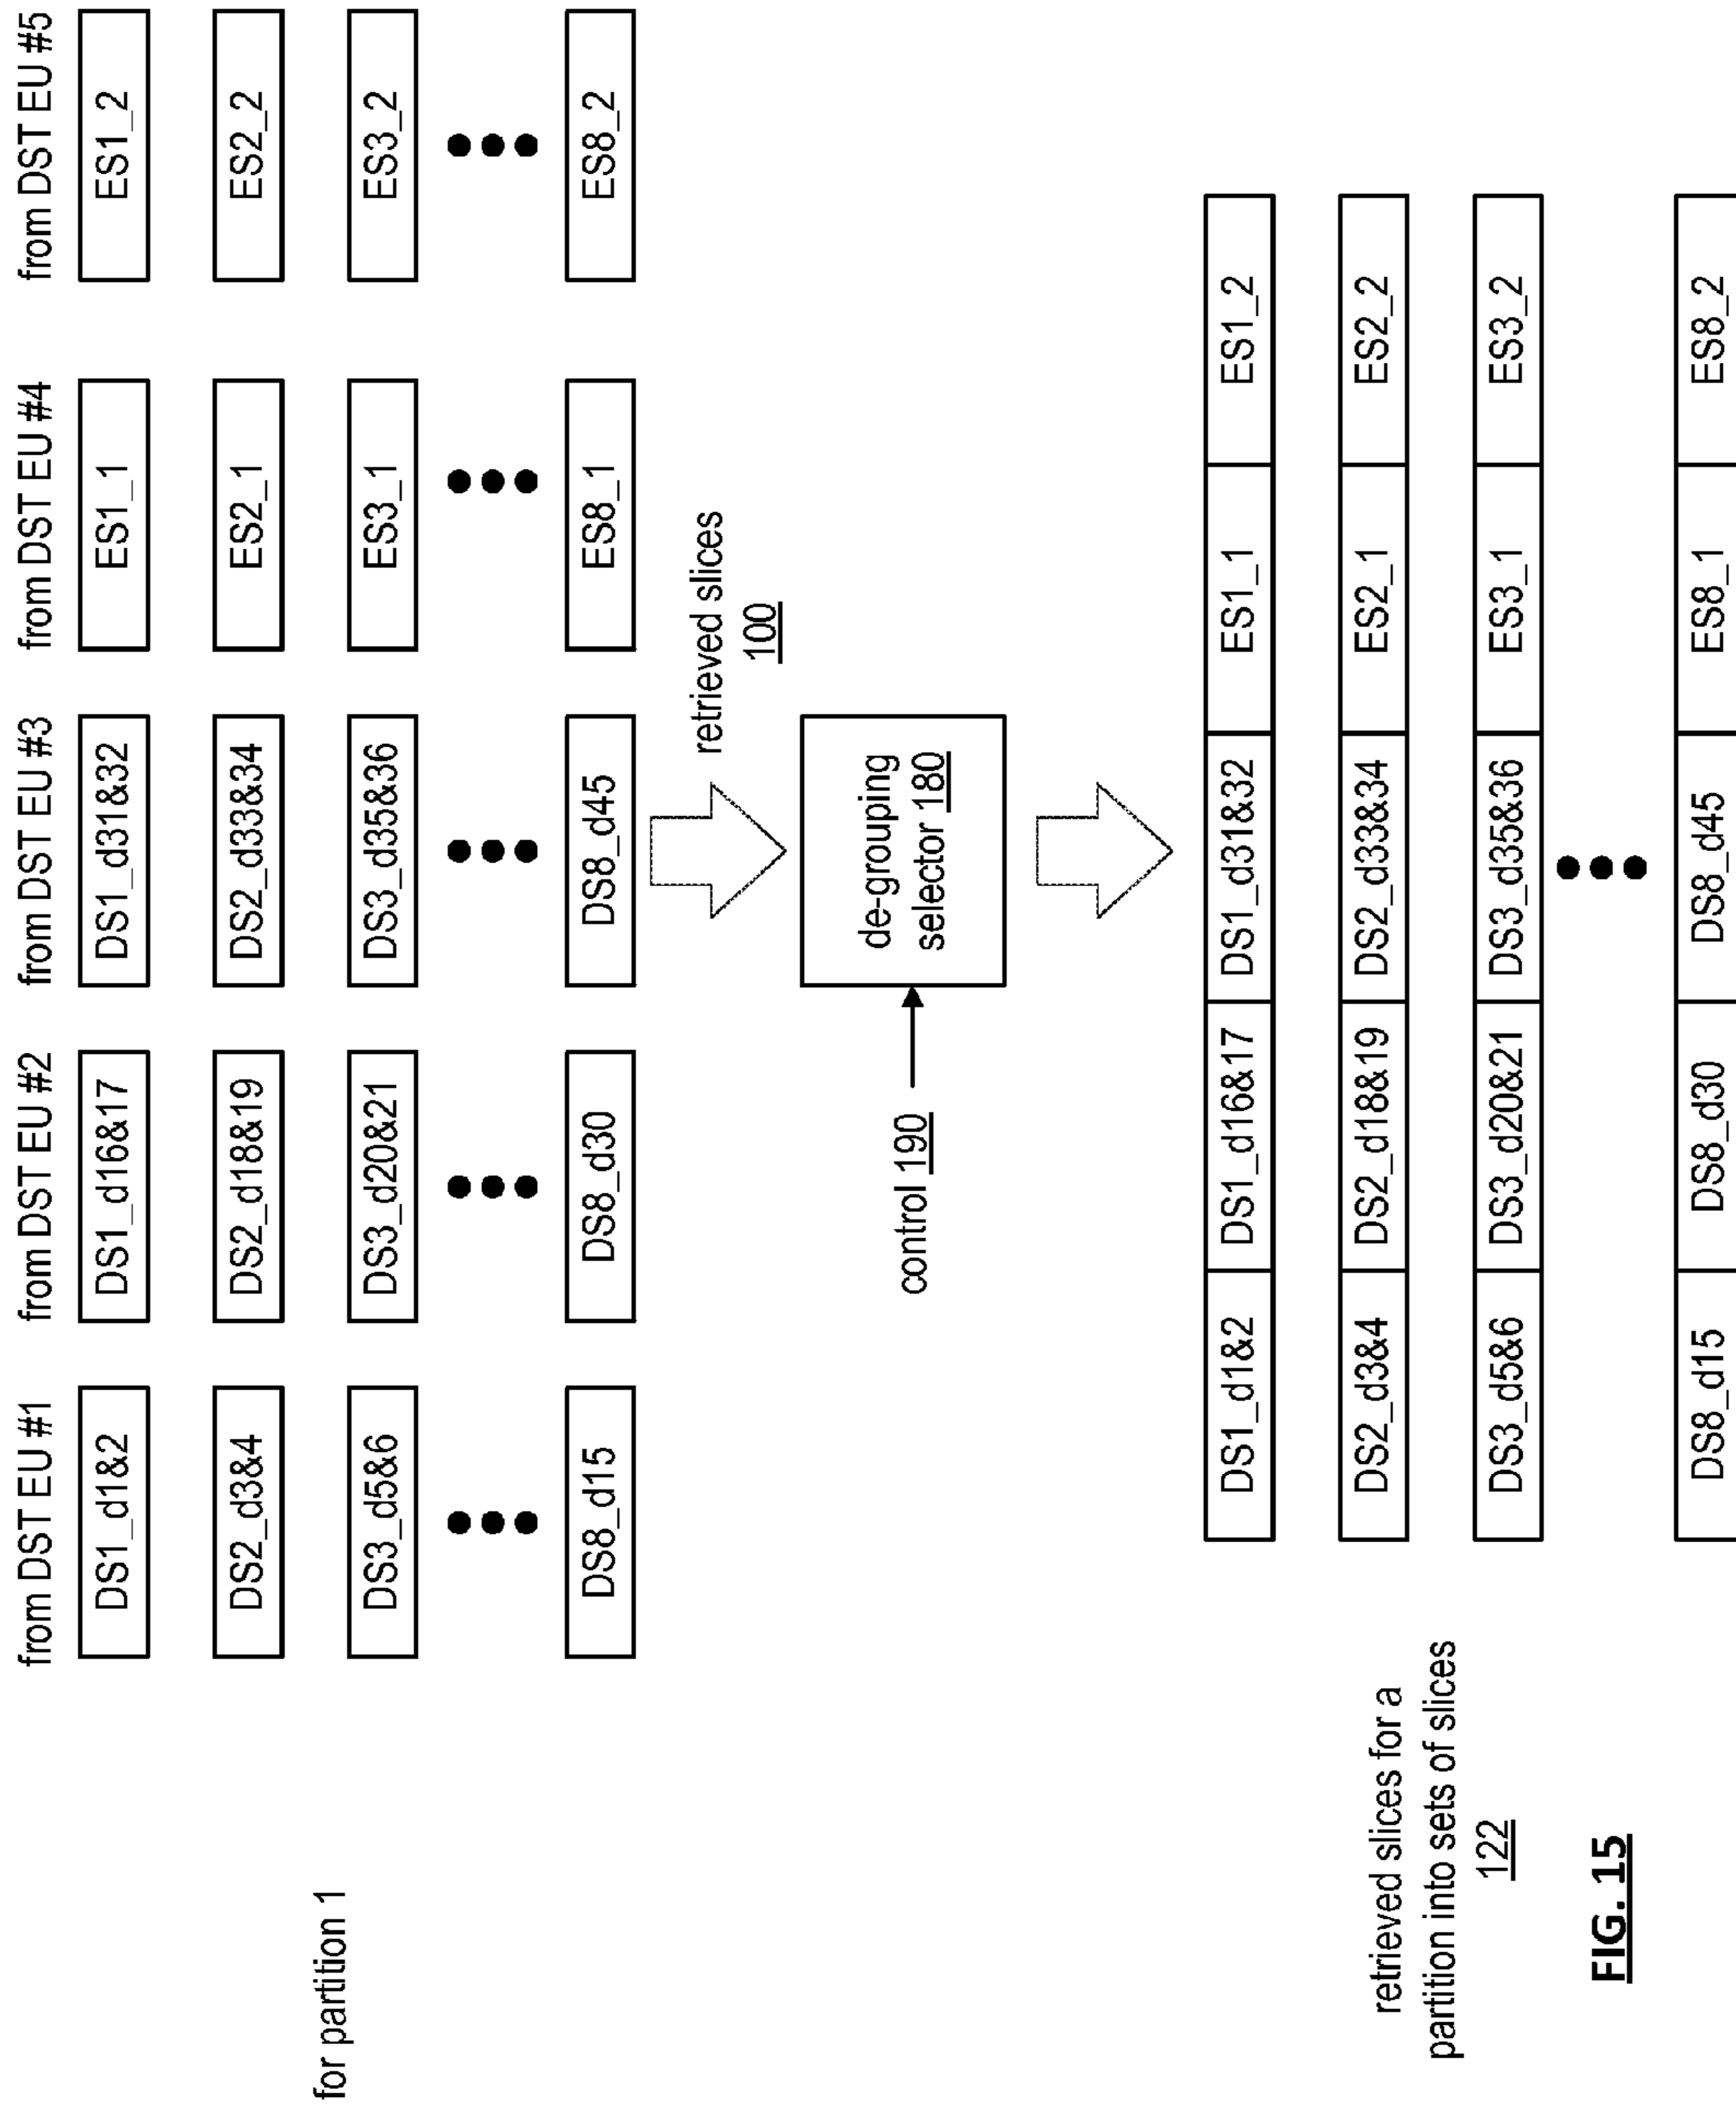 from DST EU #1
from DST EU #2
from DST EU #3
from DST EU #4
from DST EU #5
DS1_d1&2
DS1_d16&17
DS1_d31&32
ES1_1
ES1_2
DS2_d3&4
DS2_d18&19
DS2_d33&34
ES2_1
ES2_2
for partition 1
DS3_d5&6
DS3_d20&21
DS3_d35&36
ES3_1
ES3_2
DS8_d15
DS8_d30
DS8_d45
ES8_1
ES8_2
retrieved slices
100
control 190
de-grouping
selector 180
DS1_d1&2
DS1_d16&17
DS1_d31&32
ES1_1
ES1_2
retrieved slices for a
partition into sets of slices
122
DS2_d3&4
DS2_d18&19
DS2_d33&34
ES2_1
ES2_2
DS3_d5&6
DS3_d20&21
DS3_d35&36
ES3_1
ES3_2
DS8_d15
DS8_d30
DS8_d45
ES8_1
ES8_2
FIG. 15